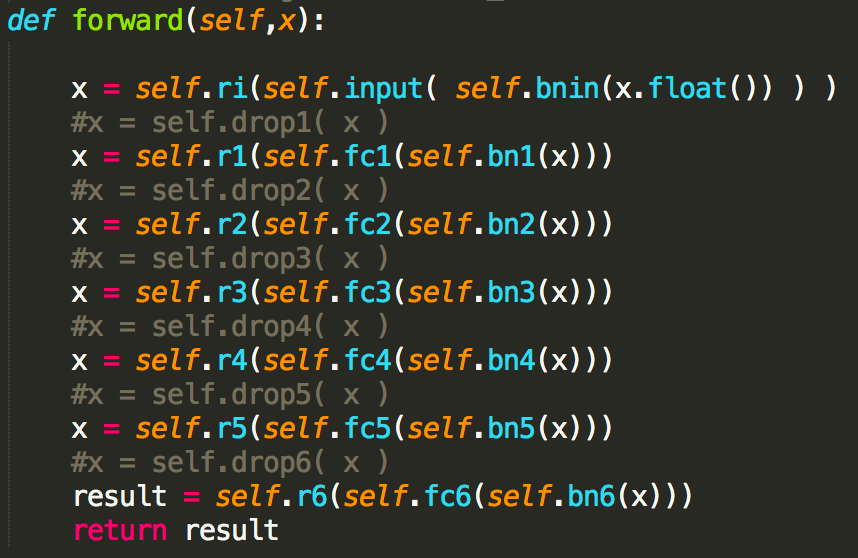 def forward(self,x):
x = self.ri(self.input( self.bnin(x.float()) ) )
#x = self.drop1( x )
x = self.r1(self.fc1(self.bn1(x)))
#x = self.drop2( x )
x = self.r2(self.fc2(self.bn2(x)))
#x = self.drop3( x )
x = self.r3(self.fc3(self.bn3(x)))
#x = self.drop4( x )
x = self.r4(self.fc4(self.bn4(x)))
#x = self.drop5( x )
x = self.r5(self.fc5(self.bn5(x)))
#x = self.drop6( x )
result = self.r6(self.fc6(self.bn6(x)))
return result